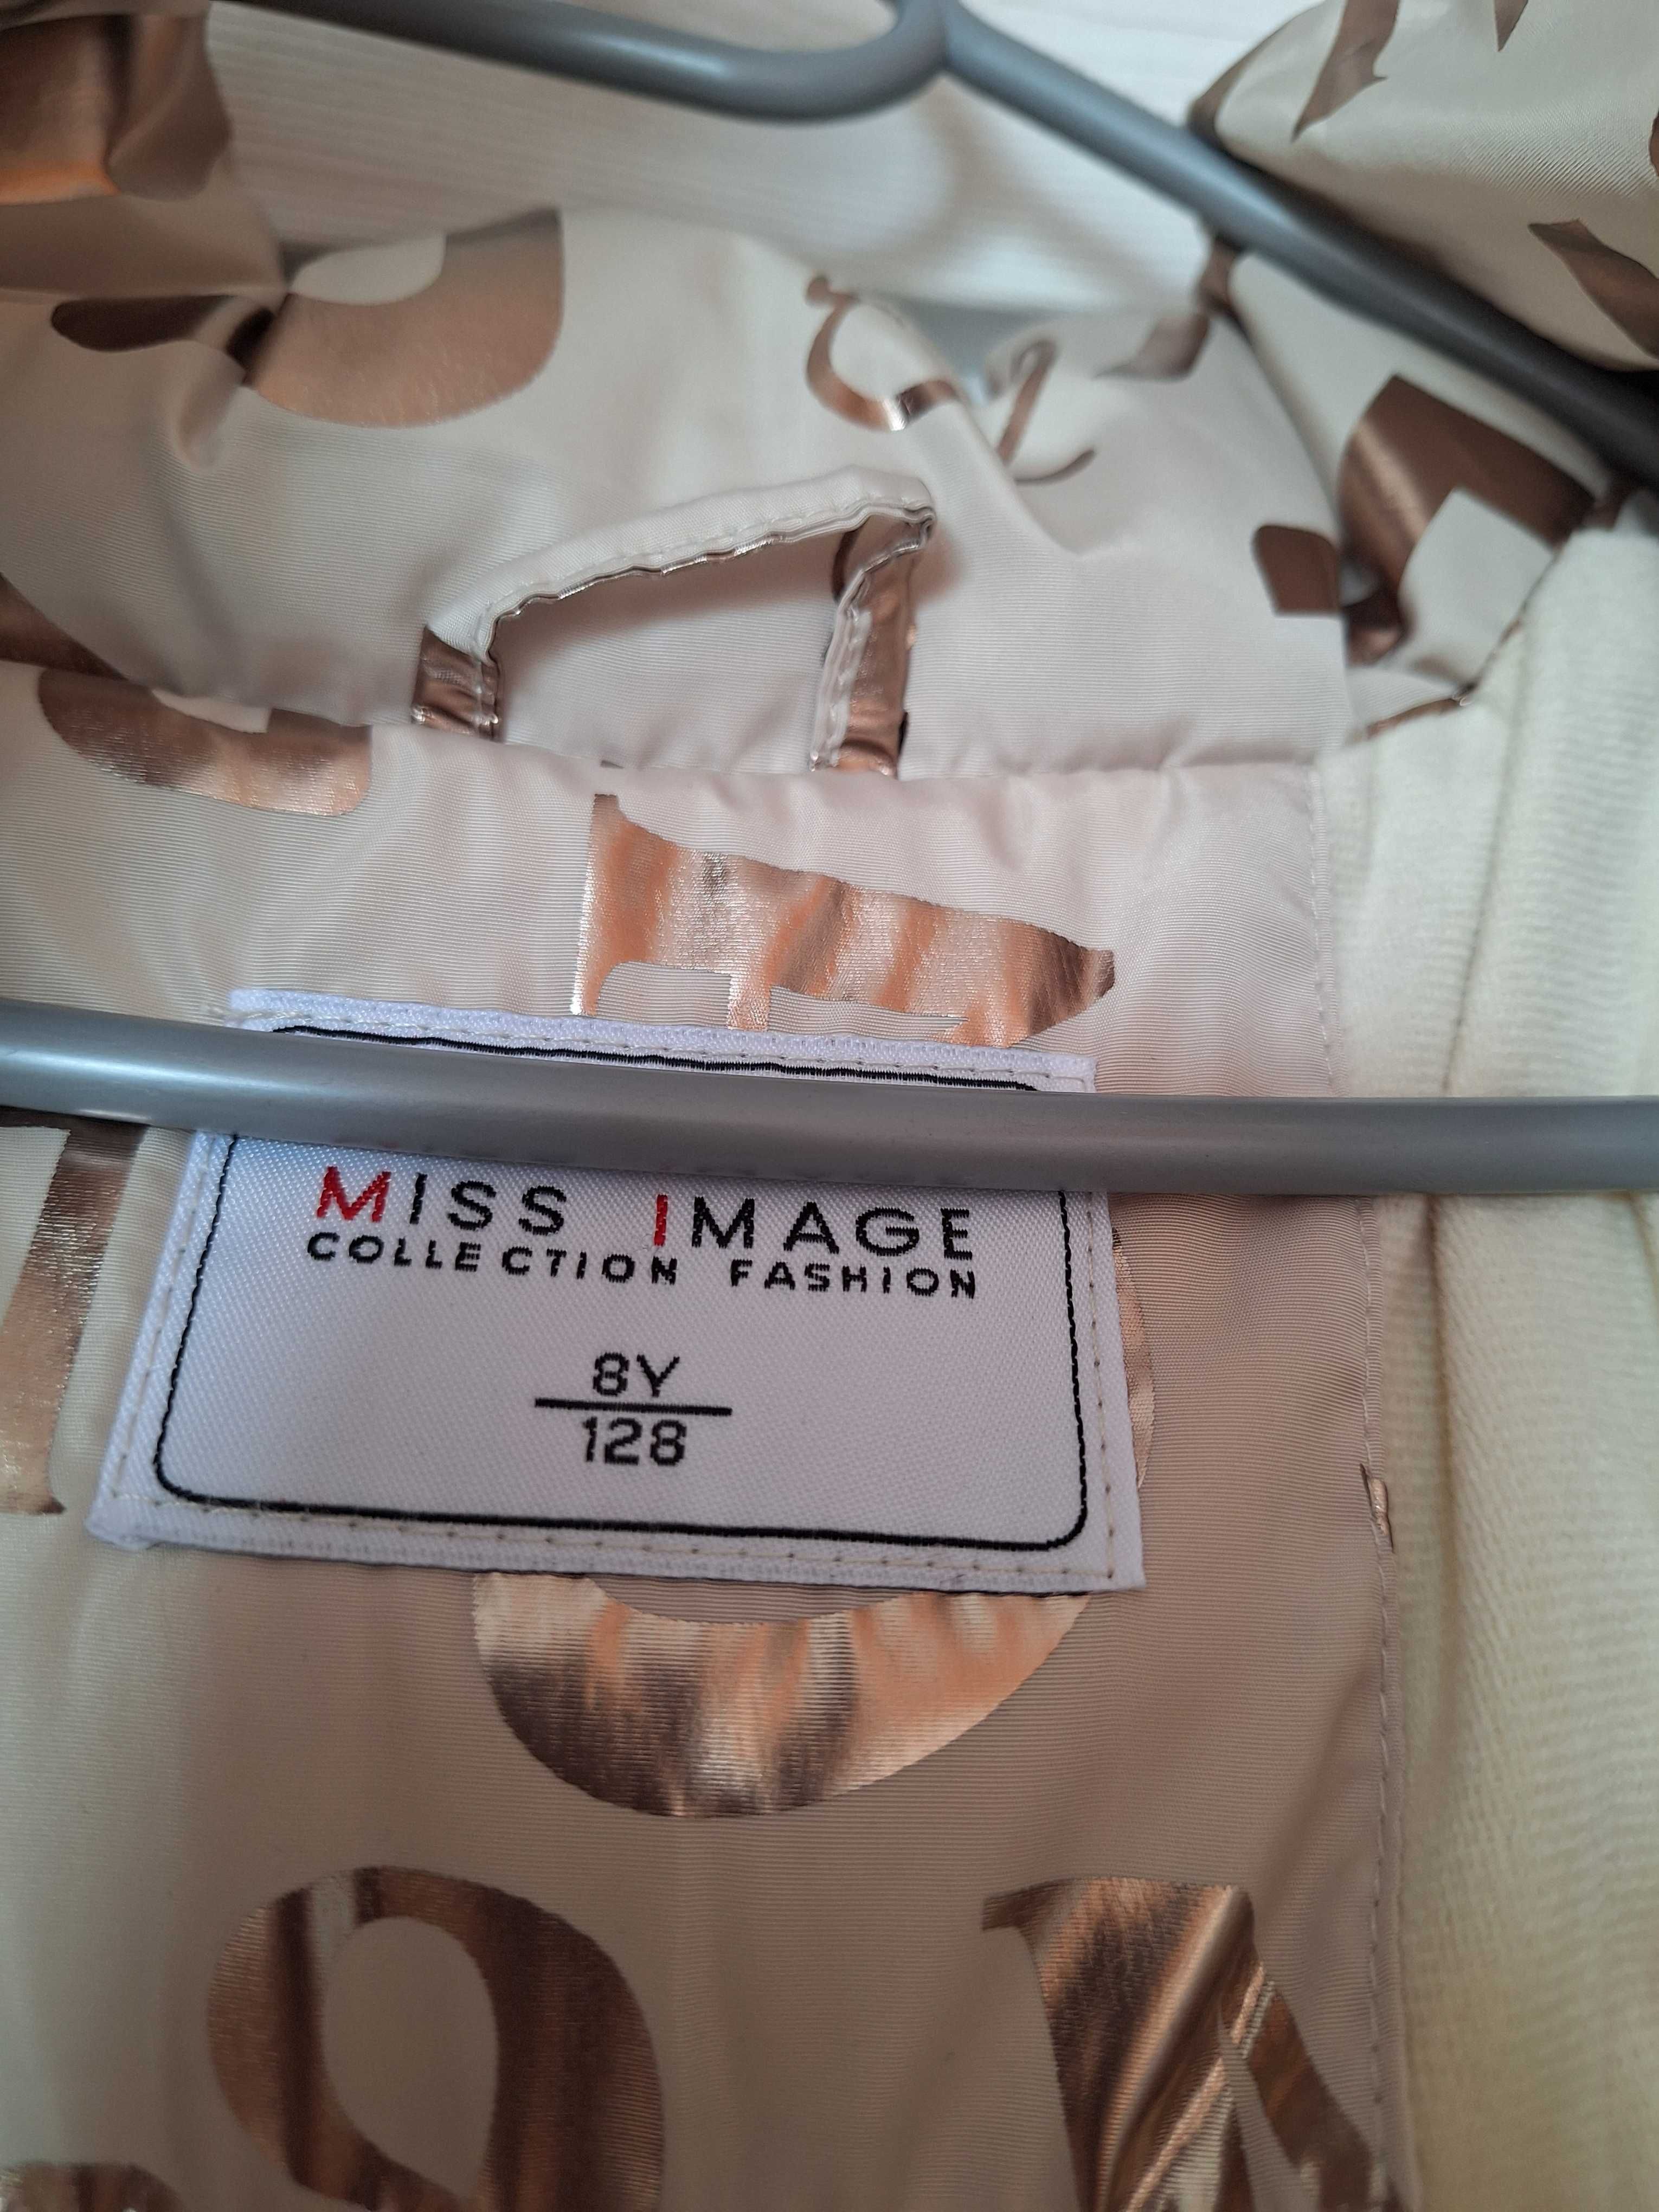 MISS IMAGE
COLLECTION FASHION
8Y
128